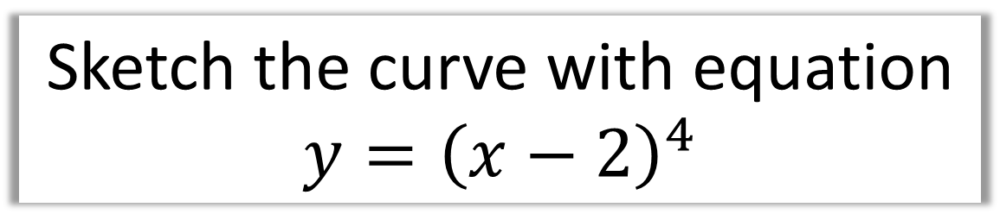 Sketch the curve with equation
y = (x − 2)⁴